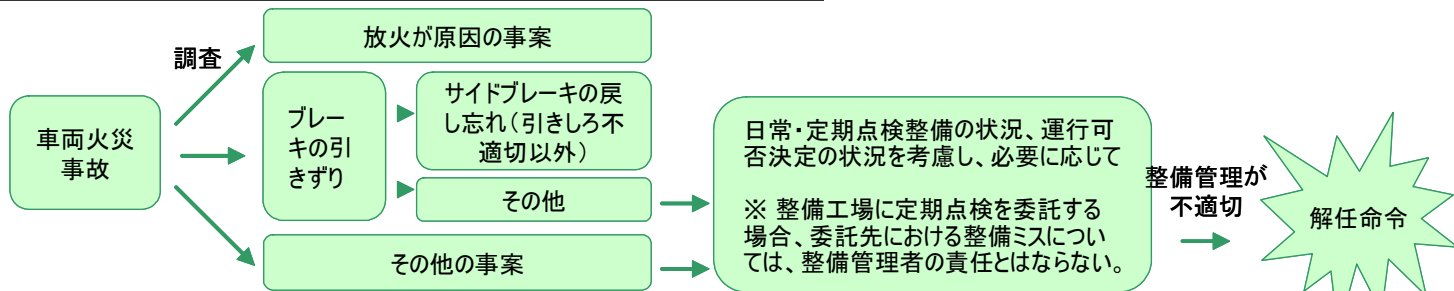 放火が原因の事案
調査
車両火災
事故
ブレー
キの引
きずり
サイドブレーキの戻
し忘れ（引きしろ不
適切以外）
その他
その他の事案
日常・定期点検整備の状況、運行可
否決定の状況を考慮し、必要に応じて
※ 整備工場に定期点検を委託する
場合、委託先における整備ミスについ
ては、整備管理者の責任とはならない。
整備管理が
不適切
解任命令